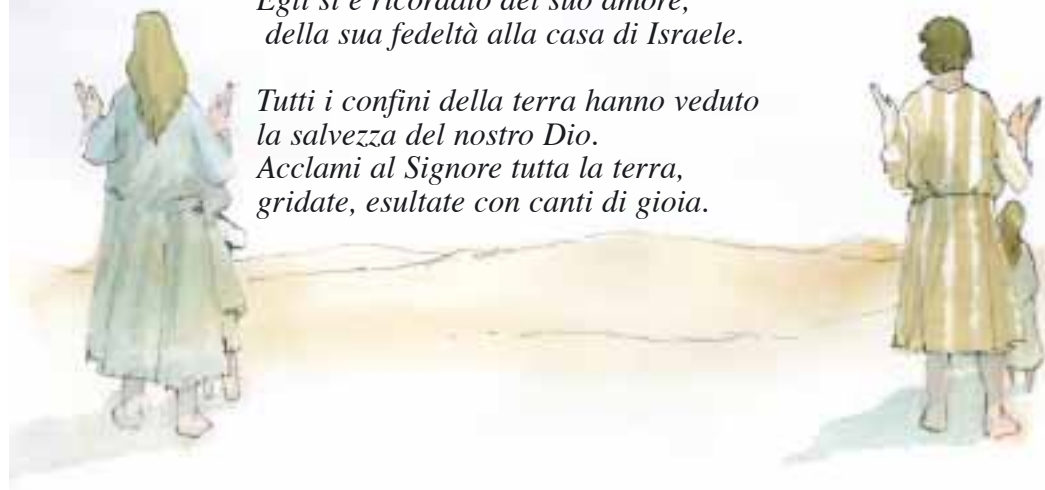 Egli si è ricordato del suo amore,
della sua fedeltà alla casa di Israele.
Tutti i confini della terra hanno veduto
la salvezza del nostro Dio.
Acclami al Signore tutta la terra,
gridate, esultate con canti di gioia.